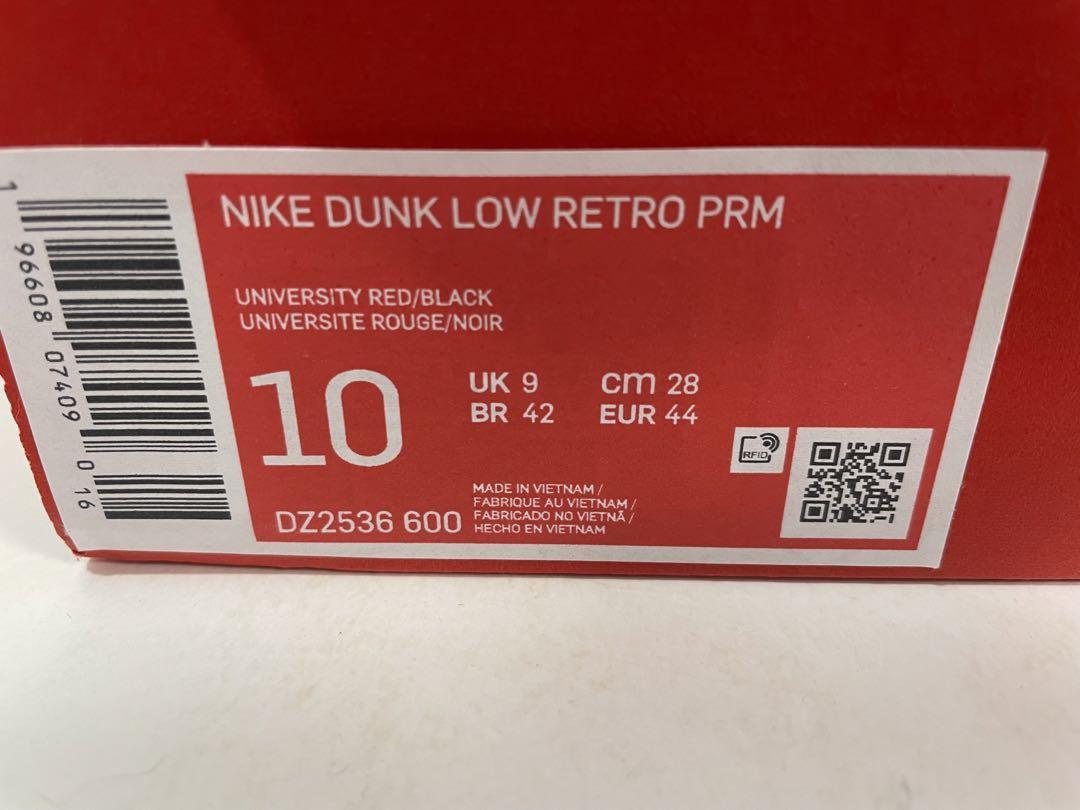 NIKE DUNK LOW RETRO PRM
UNIVERSITY RED/BLACK
UNIVERSITE ROUGE/NOIR
10
UK 9 cm 28
BR 42 EUR 44
RFID
DZ2536 600
MADE IN VIETNAM /
FABRIQUE AU VIETNAM /
FABRICADO NO VIETNÃ /
HECHO EN VIETNAM
1 96608 07409 0 16